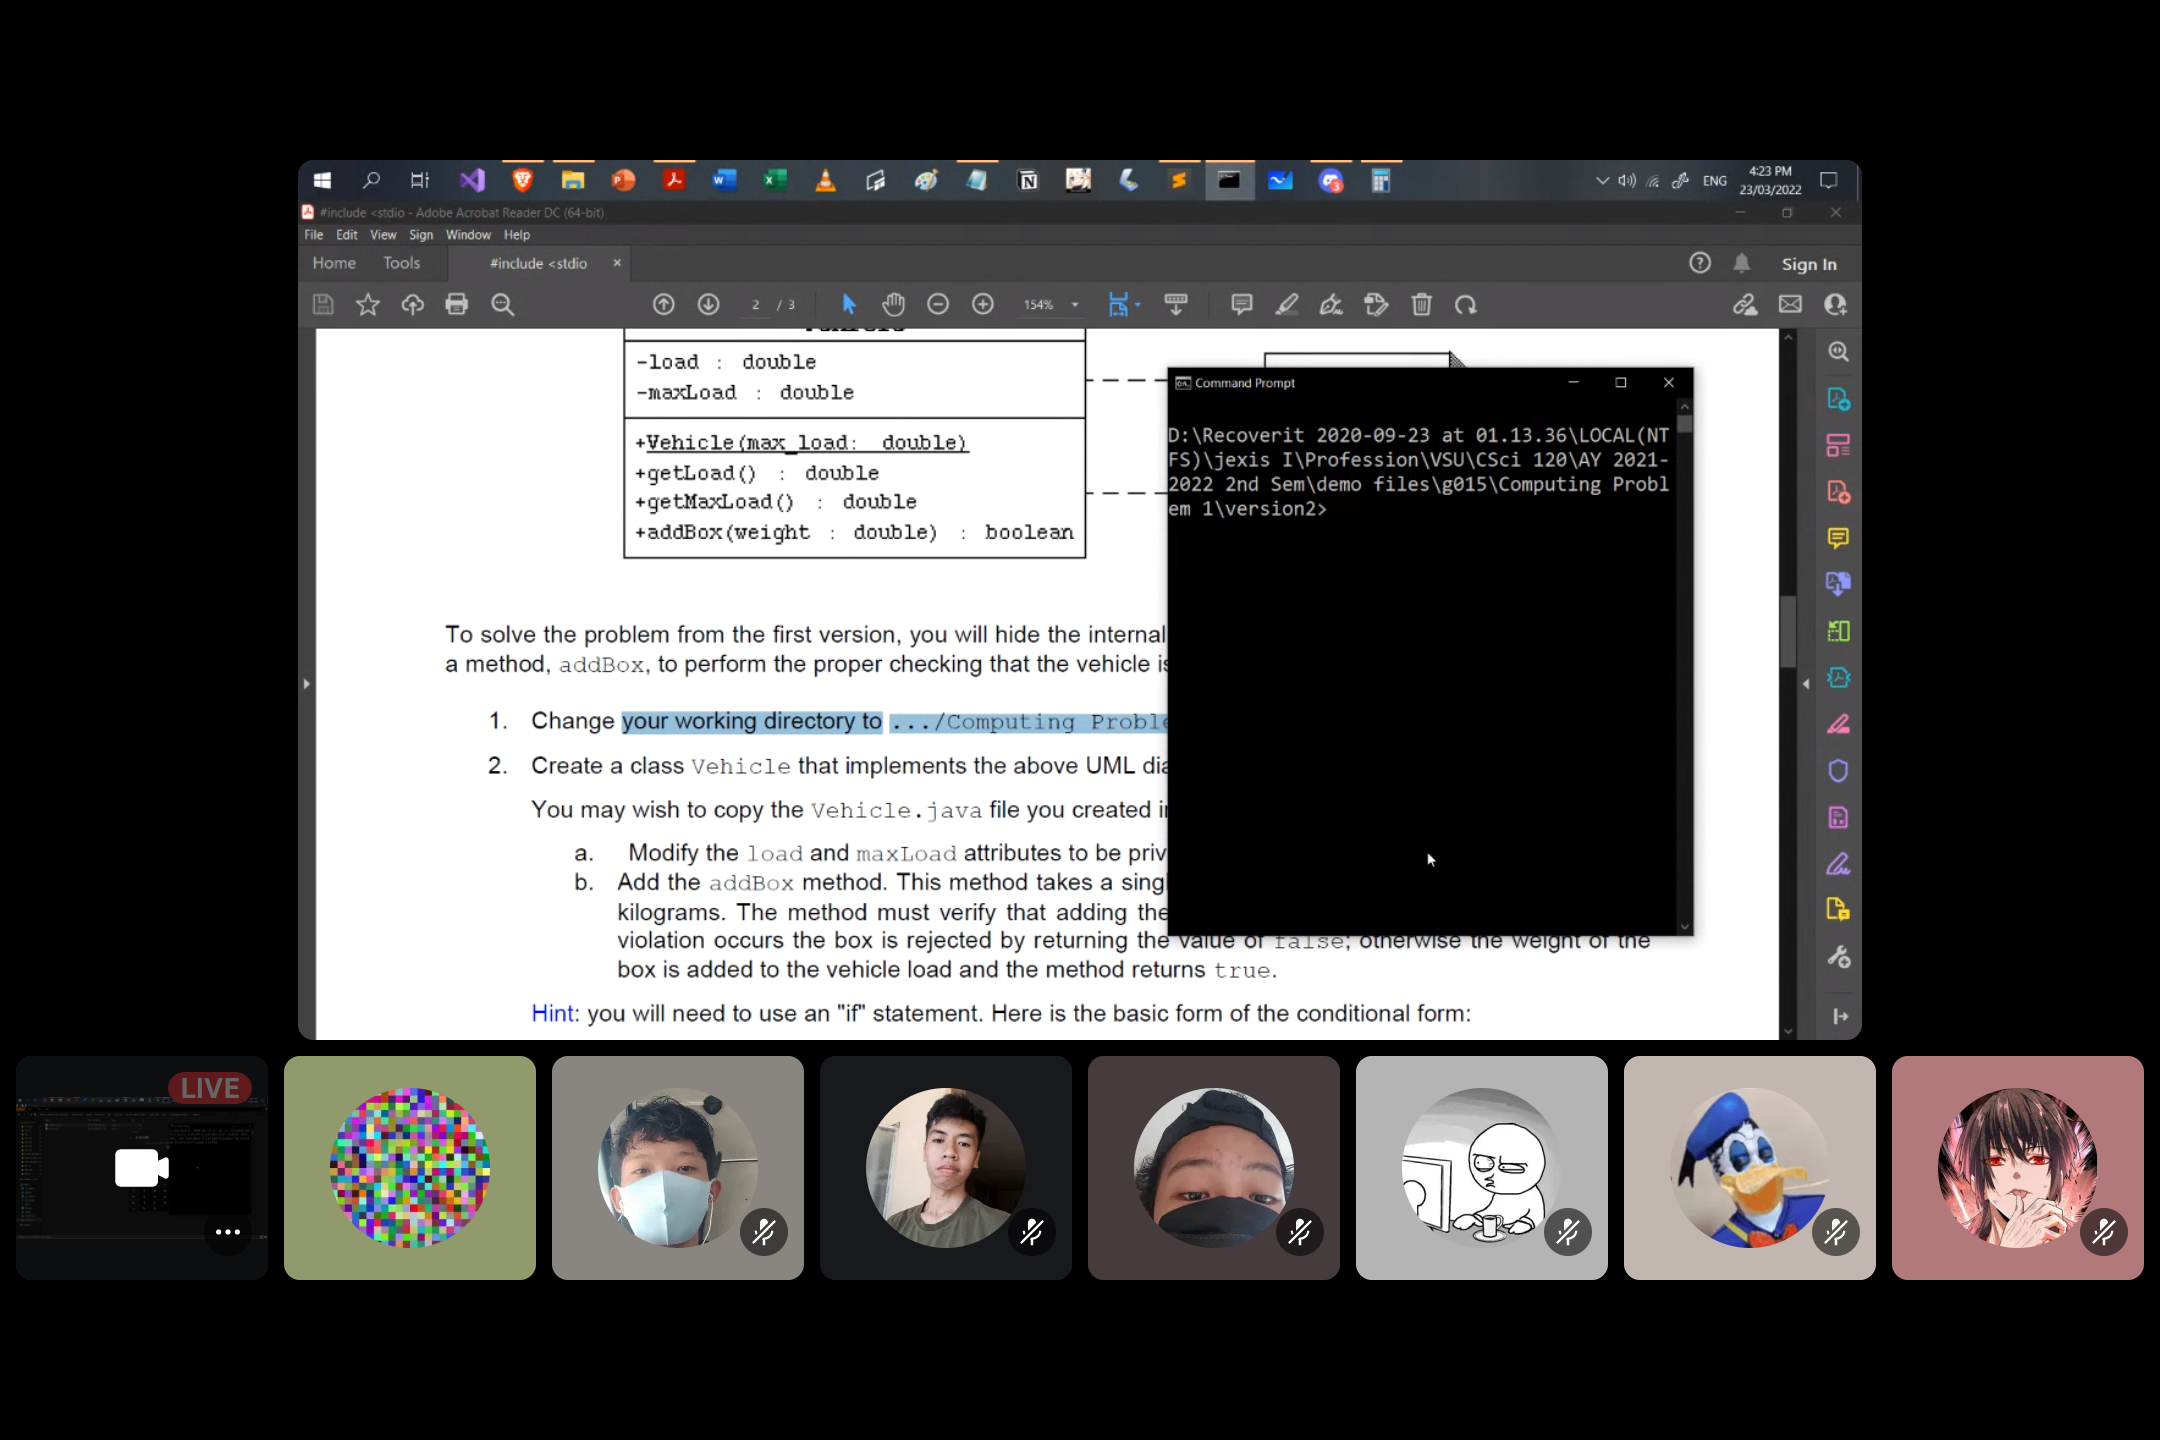 4:23 PM
ENG
23/03/2022
#include <stdio - Adobe Acrobat Reader DC (64-bit)
File Edit View Sign Window Help
Home Tools #include <stdio × Sign In
2 / 3 154%
-load : double
-maxLoad : double
+Vehicle(max_load: double)
+getLoad() : double
+getMaxLoad() : double
+addBox(weight : double) : boolean
Command Prompt
D:\Recoverit 2020-09-23 at 01.13.36\LOCAL(NT
FS)\jexis I\Profession\VSU\CSci 120\AY 2021-
2022 2nd Sem\demo files\g015\Computing Probl
em 1\version2>
To solve the problem from the first version, you will hide the internal
a method, addBox, to perform the proper checking that the vehicle is
1. Change your working directory to .../Computing Proble
2. Create a class Vehicle that implements the above UML dia
You may wish to copy the Vehicle.java file you created i
a. Modify the load and maxLoad attributes to be priv
b. Add the addBox method. This method takes a singl
kilograms. The method must verify that adding the
violation occurs the box is rejected by returning the value of false; otherwise the weight of the
box is added to the vehicle load and the method returns true.
Hint: you will need to use an "if" statement. Here is the basic form of the conditional form:
LIVE